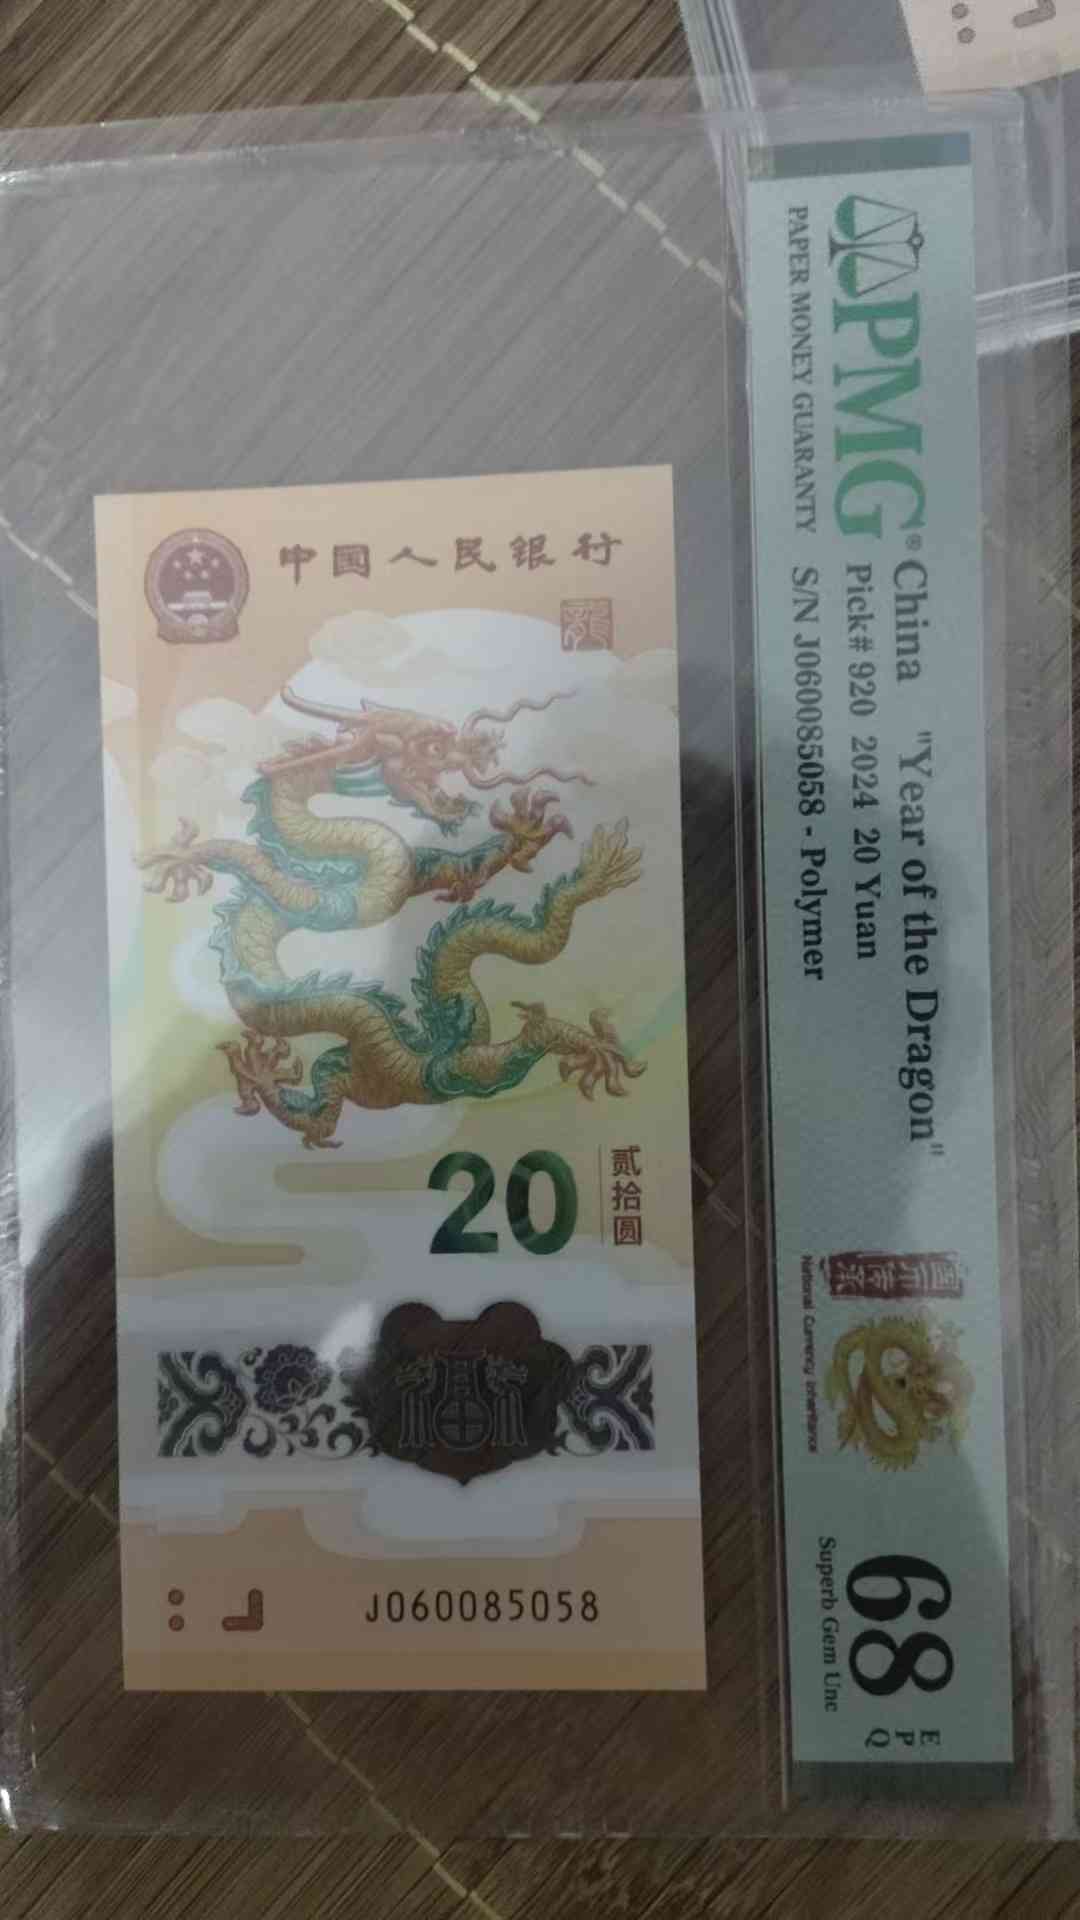 中国人民银行
龍
20
贰拾圆
J060085058
PMG®
PAPER MONEY GUARANTY
China "Year of the Dragon"
Pick# 920 2024 20 Yuan
S/N J060085058 - Polymer
National Currency Inheritance
68
EPQ
Superb Gem Unc